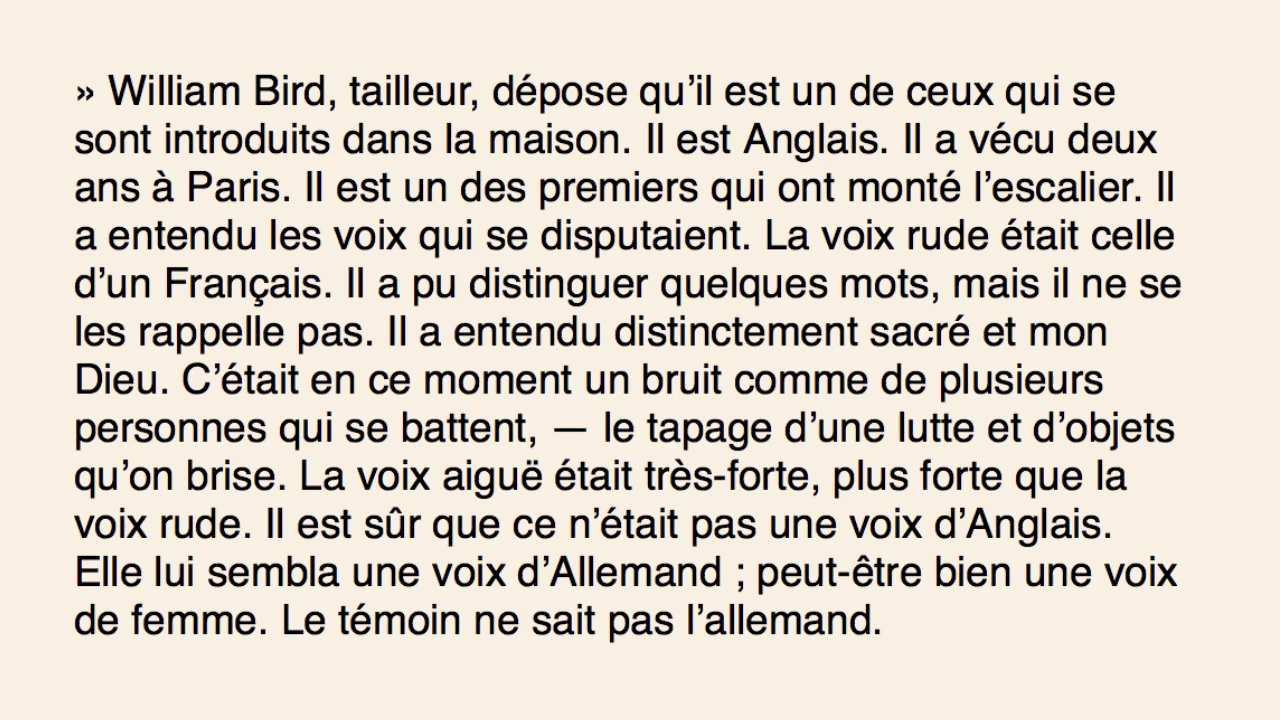 » William Bird, tailleur, dépose qu’il est un de ceux qui se
sont introduits dans la maison. Il est Anglais. Il a vécu deux
ans à Paris. Il est un des premiers qui ont monté l’escalier. Il
a entendu les voix qui se disputaient. La voix rude était celle
d’un Français. Il a pu distinguer quelques mots, mais il ne se
les rappelle pas. Il a entendu distinctement sacré et mon
Dieu. C’était en ce moment un bruit comme de plusieurs
personnes qui se battent, — le tapage d’une lutte et d’objets
qu’on brise. La voix aiguë était très-forte, plus forte que la
voix rude. Il est sûr que ce n’était pas une voix d’Anglais.
Elle lui sembla une voix d’Allemand ; peut-être bien une voix
de femme. Le témoin ne sait pas l’allemand.